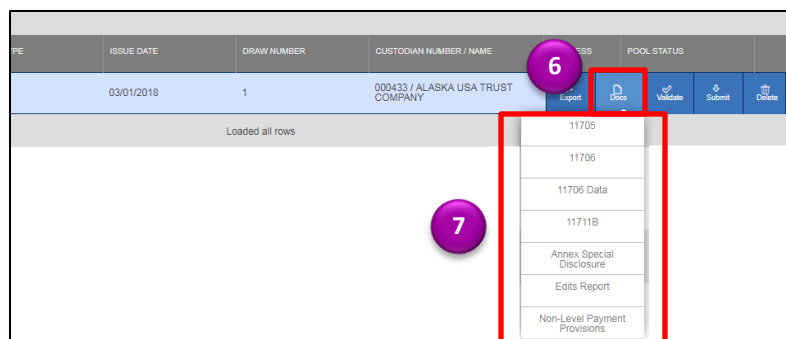 PE ISSUE DATE DRAW NUMBER CUSTODIAN NUMBER / NAME ESS POOL STATUS
6
03/01/2018 1 000433 / ALASKA USA TRUST
COMPANY
Export Docs Validate Submit Delete
Loaded all rows
11705
11706
11706 Data
7
11711B
Annex Special
Disclosure
Edits Report
Non-Level Payment
Provisions